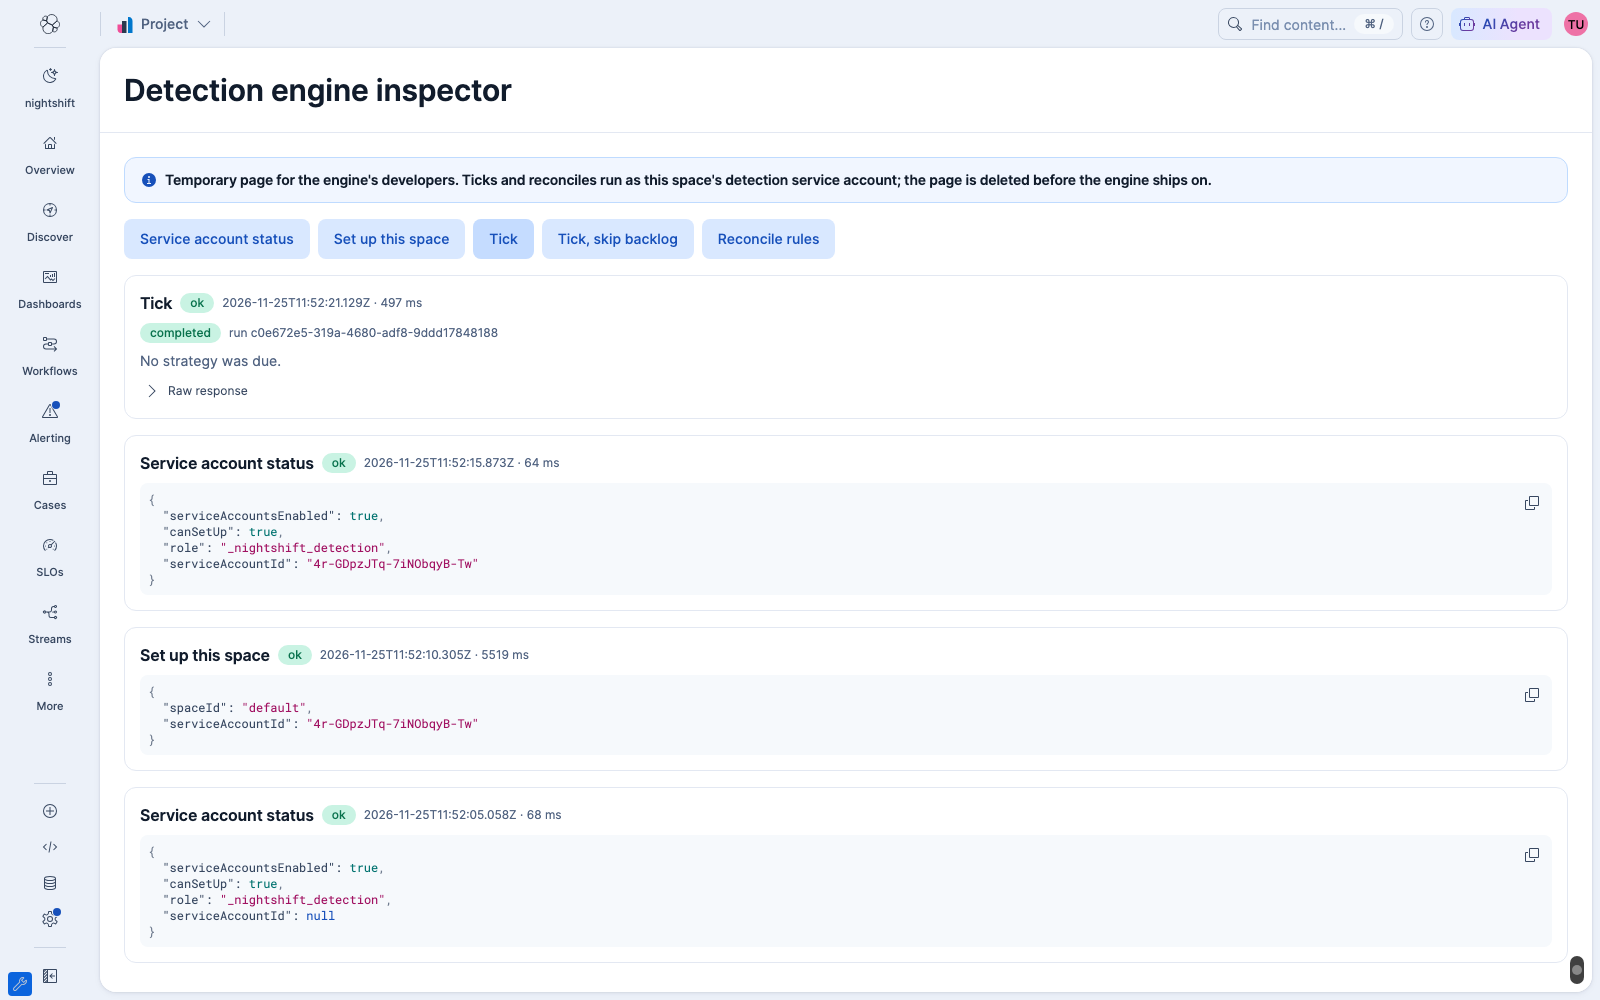 Project
Find content...
⌘ /
AI Agent
TU
nightshift
Overview
Discover
Dashboards
Workflows
Alerting
Cases
SLOs
Streams
More
Detection engine inspector
Temporary page for the engine's developers. Ticks and reconciles run as this space's detection service account; the page is deleted before the engine ships on.
Service account status
Set up this space
Tick
Tick, skip backlog
Reconcile rules
Tick ok 2026-11-25T11:52:21.129Z · 497 ms
completed run c0e672e5-319a-4680-adf8-9ddd17848188
No strategy was due.
Raw response
Service account status ok 2026-11-25T11:52:15.873Z · 64 ms
{
"serviceAccountsEnabled": true,
"canSetUp": true,
"role": "_nightshift_detection",
"serviceAccountId": "4r-GDpzJTq-7iNObqyB-Tw"
}
Set up this space ok 2026-11-25T11:52:10.305Z · 5519 ms
{
"spaceId": "default",
"serviceAccountId": "4r-GDpzJTq-7iNObqyB-Tw"
}
Service account status ok 2026-11-25T11:52:05.058Z · 68 ms
{
"serviceAccountsEnabled": true,
"canSetUp": true,
"role": "_nightshift_detection",
"serviceAccountId": null
}